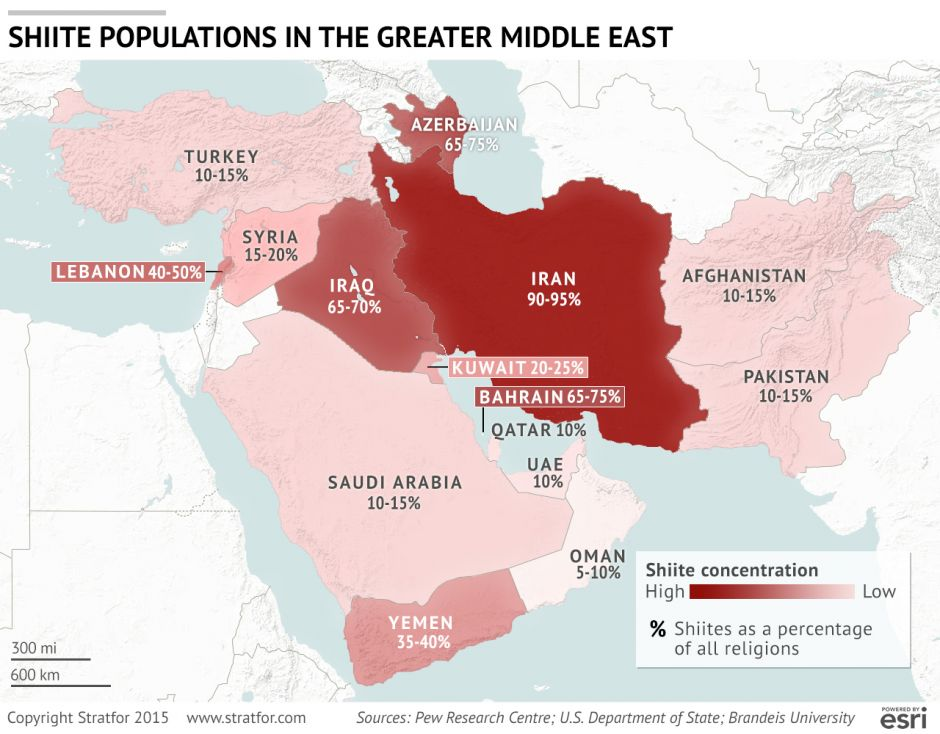 SHIITE POPULATIONS IN THE GREATER MIDDLE EAST
AZERBAIJAN
65-75%
TURKEY
10-15%
SYRIA
15-20%
LEBANON 40-50%
IRAQ
65-70%
IRAN
90-95%
AFGHANISTAN
10-15%
KUWAIT 20-25%
PAKISTAN
10-15%
BAHRAIN 65-75%
QATAR 10%
UAE
10%
SAUDI ARABIA
10-15%
OMAN
5-10%
YEMEN
35-40%
Shiite concentration
High Low
% Shiites as a percentage
of all religions
300 mi
600 km
Copyright Stratfor 2015 www.stratfor.com Sources: Pew Research Centre; U.S. Department of State; Brandeis University
POWERED BY
esri